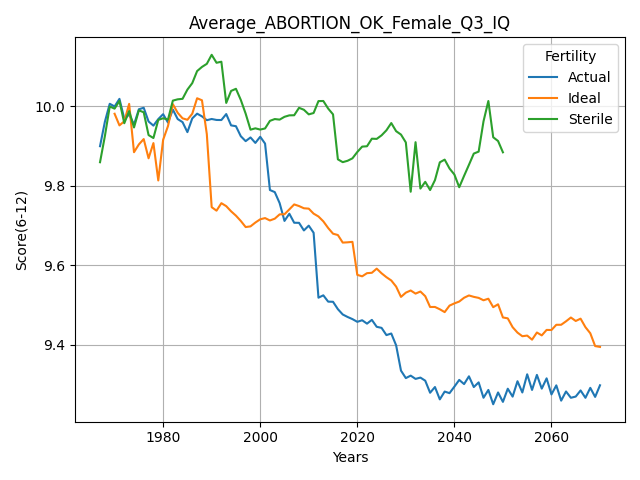 Average_ABORTION_OK_Female_Q3_IQ
Fertility
Actual
Ideal
Sterile
Score(6-12)
10.0
9.8
9.6
9.4
1980
2000
2020
2040
2060
Years